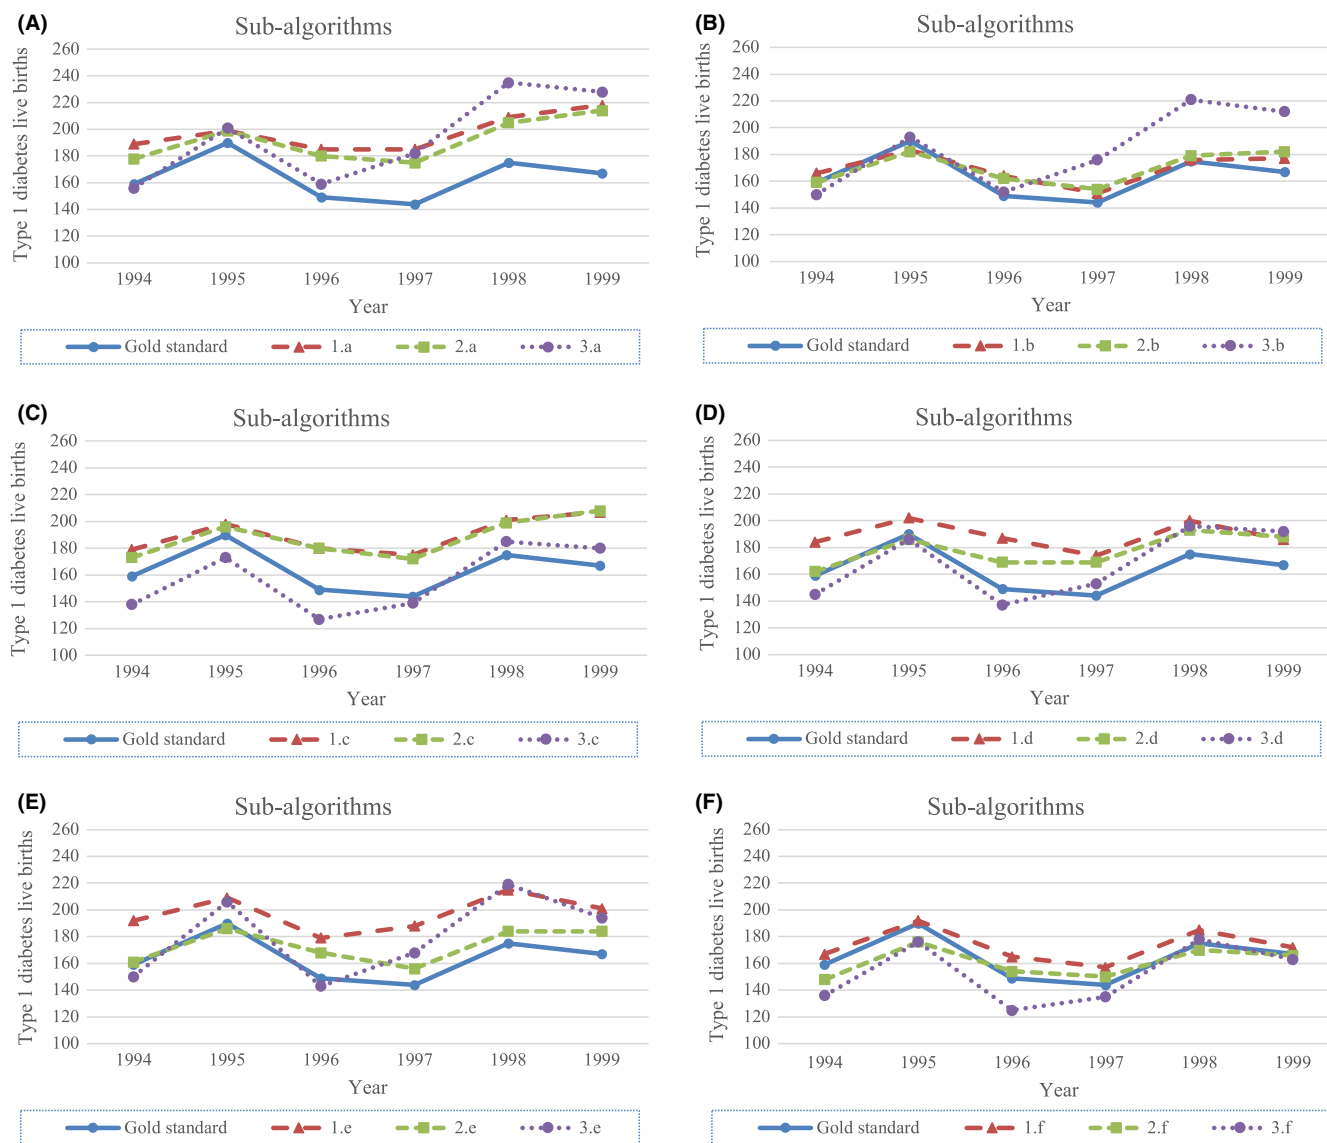 (A)
Sub-algorithms
Type 1 diabetes live births
260
240
220
200
180
160
140
120
100
1994 1995 1996 1997 1998 1999
Year
Gold standard 1.a 2.a 3.a
(B)
Sub-algorithms
Type 1 diabetes live births
260
240
220
200
180
160
140
120
100
1994 1995 1996 1997 1998 1999
Year
Gold standard 1.b 2.b 3.b
(C)
Sub-algorithms
Type 1 diabetes live births
260
240
220
200
180
160
140
120
100
1994 1995 1996 1997 1998 1999
Year
Gold standard 1.c 2.c 3.c
(D)
Sub-algorithms
Type 1 diabetes live births
260
240
220
200
180
160
140
120
100
1994 1995 1996 1997 1998 1999
Year
Gold standard 1.d 2.d 3.d
(E)
Sub-algorithms
Type 1 diabetes live births
260
240
220
200
180
160
140
120
100
1994 1995 1996 1997 1998 1999
Year
Gold standard 1.e 2.e 3.e
(F)
Sub-algorithms
Type 1 diabetes live births
260
240
220
200
180
160
140
120
100
1994 1995 1996 1997 1998 1999
Year
Gold standard 1.f 2.f 3.f